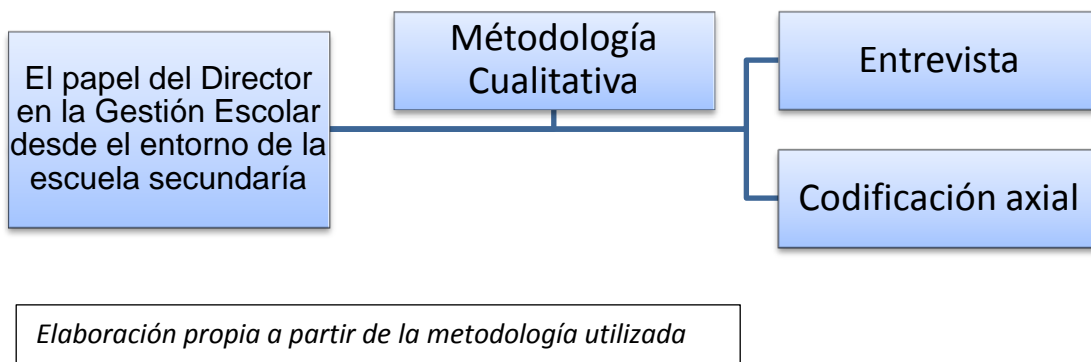 El papel del Director
en la Gestión Escolar
desde el entorno de la
escuela secundaría
Métodología
Cualitativa
Entrevista
Codificación axial
Elaboración propia a partir de la metodología utilizada